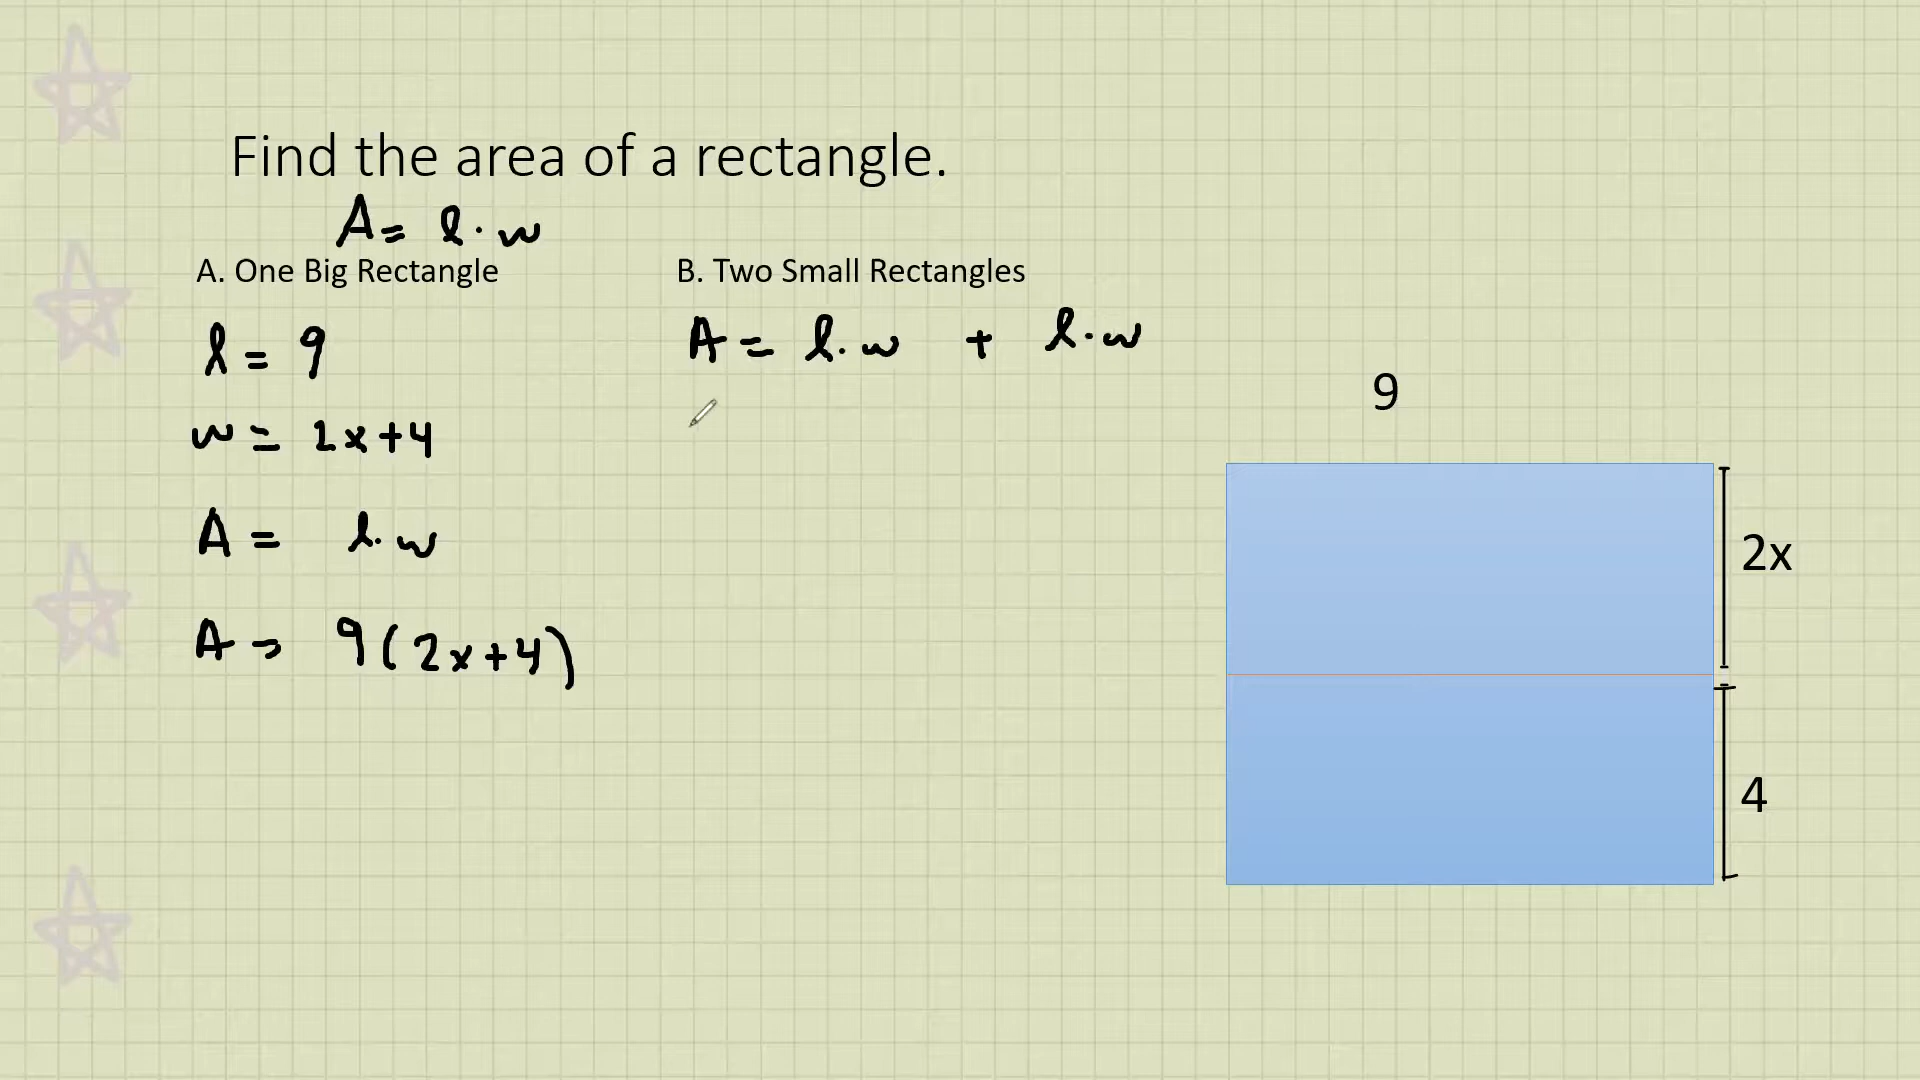 Find the area of a rectangle.
A = l · w
A. One Big Rectangle
l = 9
w = 2x+4
A = l · w
A = 9(2x+4)
B. Two Small Rectangles
A = l · w + l · w
9
2x
4